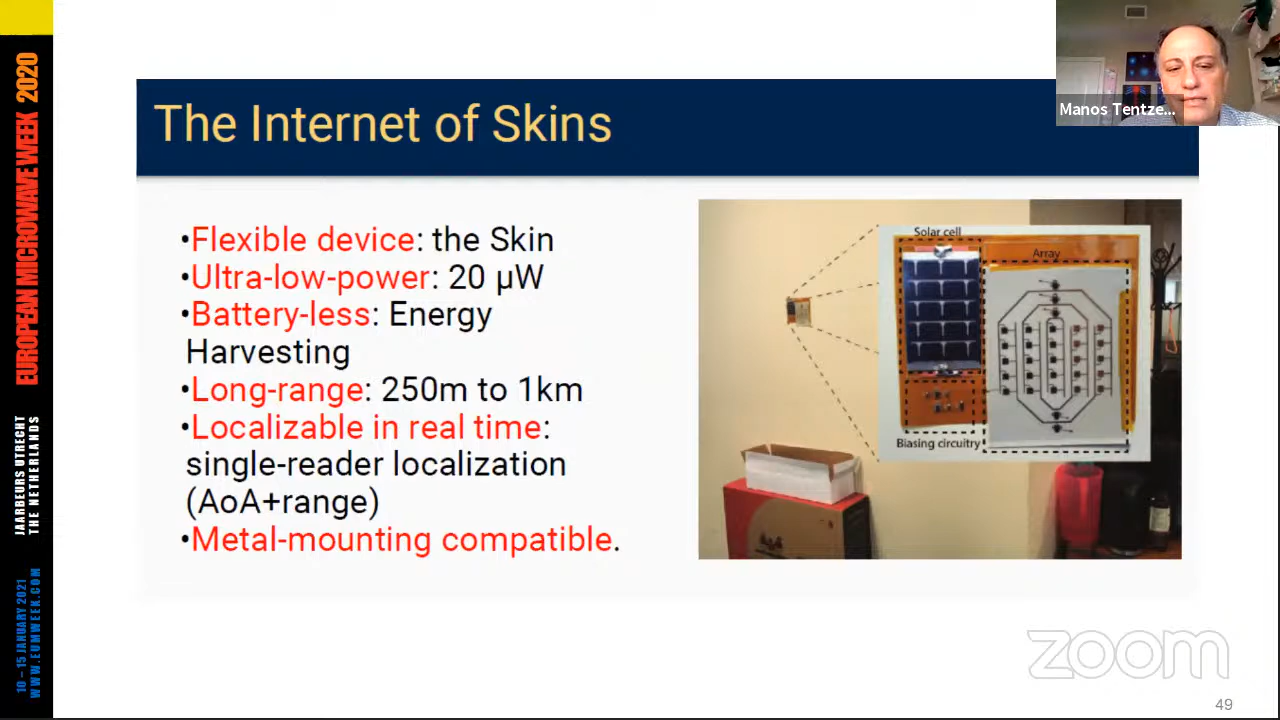 EUROPEAN MICROWAVE WEEK 2020
JAARBEURS UTRECHT
THE NETHERLANDS
10 – 15 JANUARY 2021
WWW.EUMWEEK.COM
Manos Tentze...
The Internet of Skins
•Flexible device: the Skin
•Ultra-low-power: 20 µW
•Battery-less: Energy
Harvesting
•Long-range: 250m to 1km
•Localizable in real time:
single-reader localization
(AoA+range)
•Metal-mounting compatible.
Solar cell
Array
Biasing circuitry
zoom
49